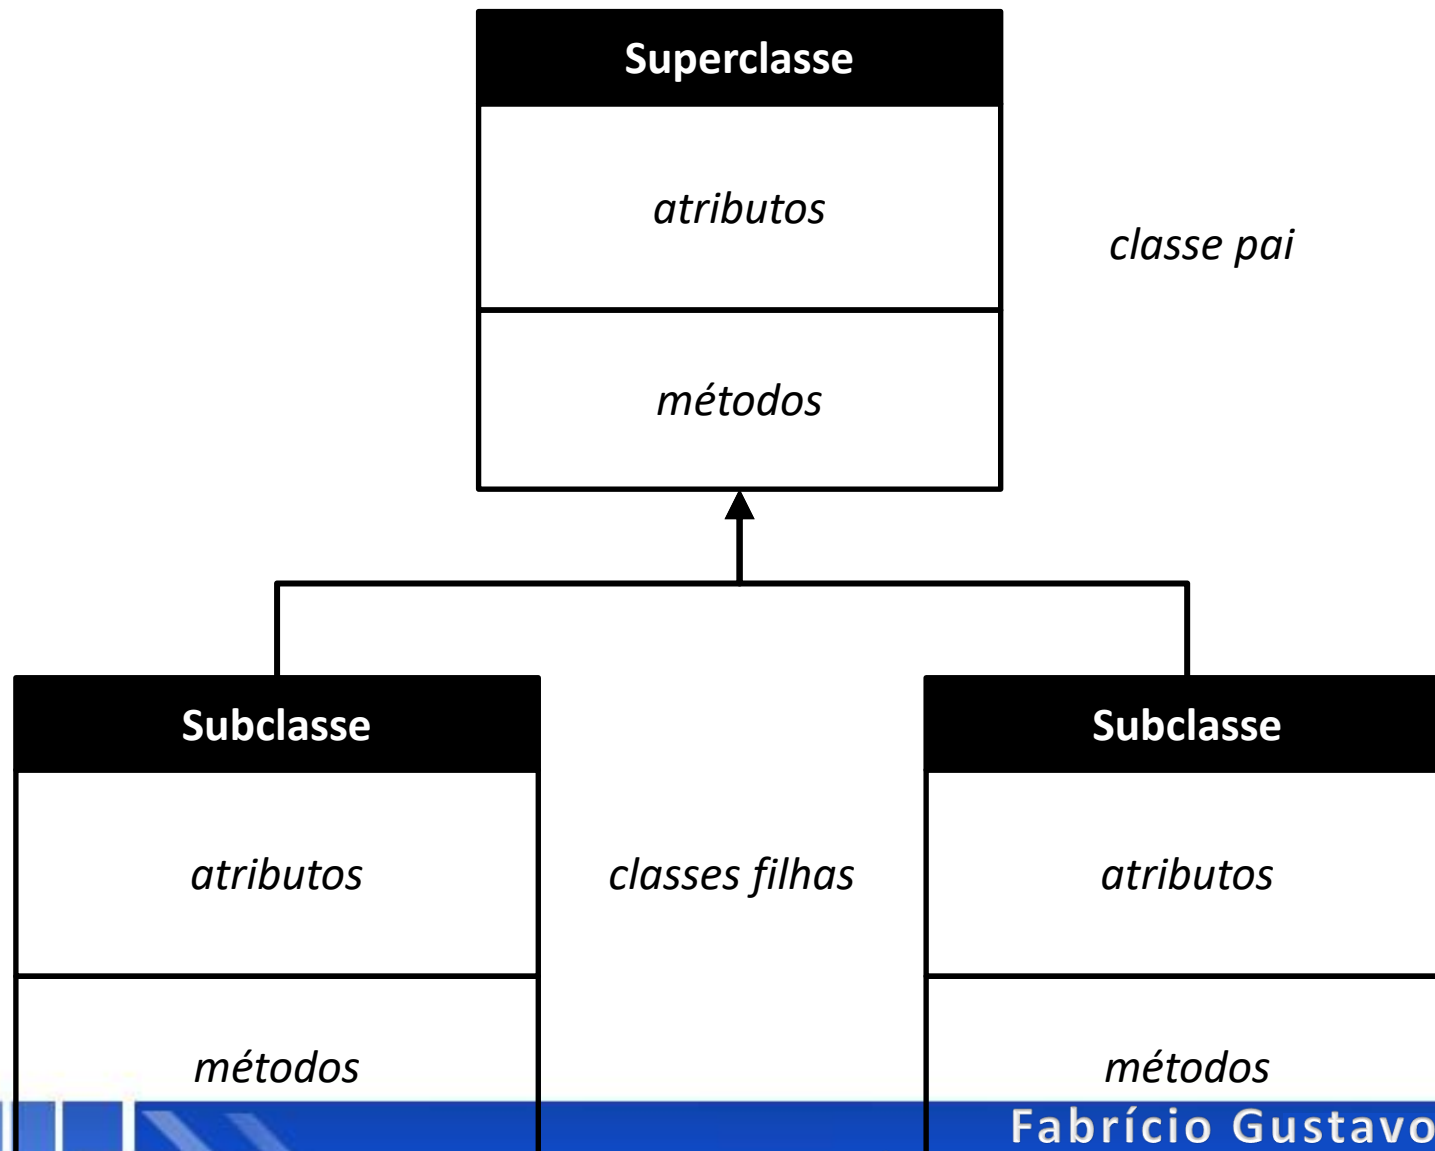 Superclasse
atributos
classe pai
métodos
Subclasse
Subclasse
atributos
classes filhas
atributos
métodos
métodos
Fabrício Gustavo